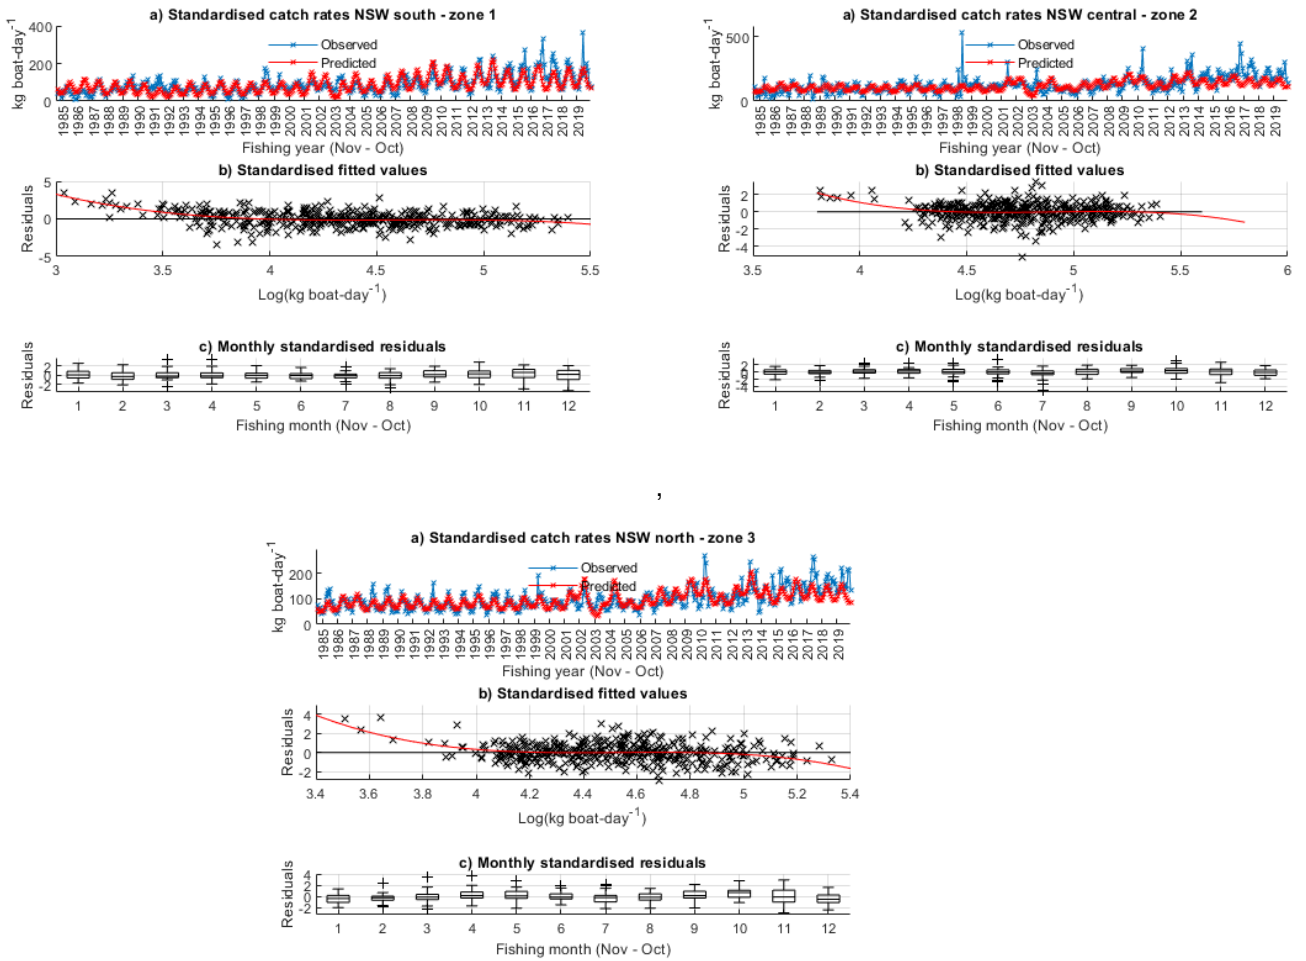 a) Standardised catch rates NSW south - zone 1
kg boat-day-1
400
200
0
Observed
Predicted
1985 1986 1987 1988 1989 1990 1991 1992 1993 1994 1995 1996 1997 1998 1999 2000 2001 2002 2003 2004 2005 2006 2007 2008 2009 2010 2011 2012 2013 2014 2015 2016 2017 2018 2019
Fishing year (Nov - Oct)
b) Standardised fitted values
Residuals
5
0
-5
3 3.5 4 4.5 5 5.5
Log(kg boat-day-1)
c) Monthly standardised residuals
Residuals
2
0
-2
1 2 3 4 5 6 7 8 9 10 11 12
Fishing month (Nov - Oct)
a) Standardised catch rates NSW central - zone 2
kg boat-day-1
500
0
Observed
Predicted
1985 1986 1987 1988 1989 1990 1991 1992 1993 1994 1995 1996 1997 1998 1999 2000 2001 2002 2003 2004 2005 2006 2007 2008 2009 2010 2011 2012 2013 2014 2015 2016 2017 2018 2019
Fishing year (Nov - Oct)
b) Standardised fitted values
Residuals
2
0
-2
-4
3.5 4 4.5 5 5.5 6
Log(kg boat-day-1)
c) Monthly standardised residuals
Residuals
2
0
-2
-4
1 2 3 4 5 6 7 8 9 10 11 12
Fishing month (Nov - Oct)
,
a) Standardised catch rates NSW north - zone 3
kg boat-day-1
200
100
0
Observed
Predicted
1985 1986 1987 1988 1989 1990 1991 1992 1993 1994 1995 1996 1997 1998 1999 2000 2001 2002 2003 2004 2005 2006 2007 2008 2009 2010 2011 2012 2013 2014 2015 2016 2017 2018 2019
Fishing year (Nov - Oct)
b) Standardised fitted values
Residuals
4
2
0
-2
3.4 3.6 3.8 4 4.2 4.4 4.6 4.8 5 5.2 5.4
Log(kg boat-day-1)
c) Monthly standardised residuals
Residuals
4
2
0
-2
1 2 3 4 5 6 7 8 9 10 11 12
Fishing month (Nov - Oct)